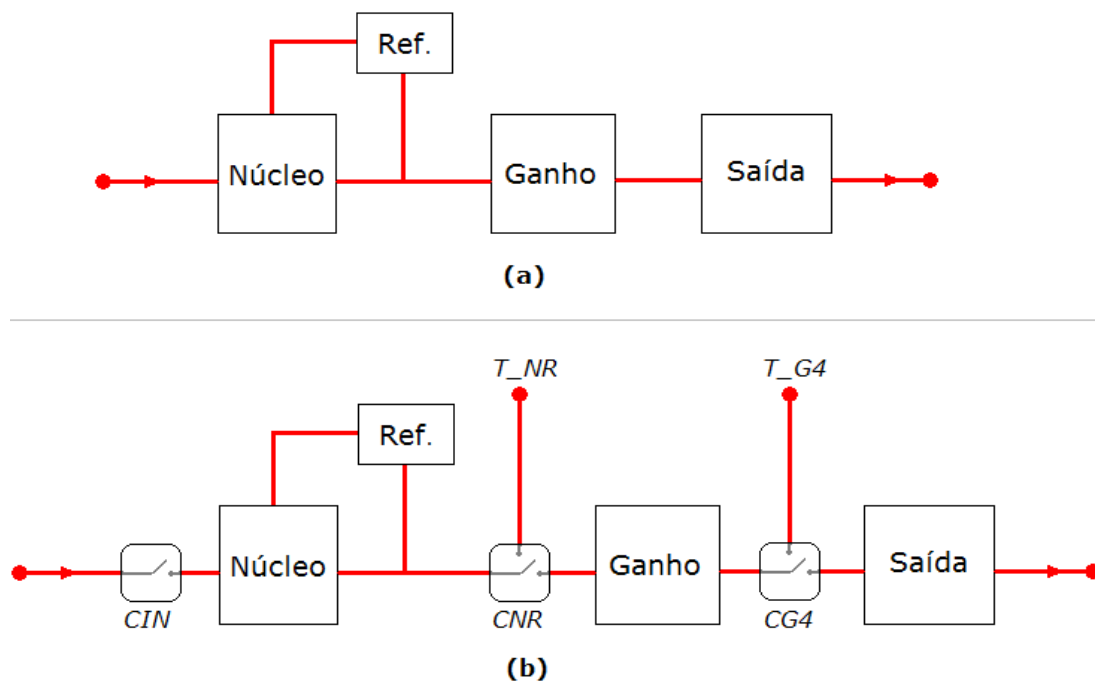 Ref.
Núcleo
Ganho
Saída
(a)
T_NR
T_G4
Ref.
Núcleo
Ganho
Saída
CIN
CNR
CG4
(b)